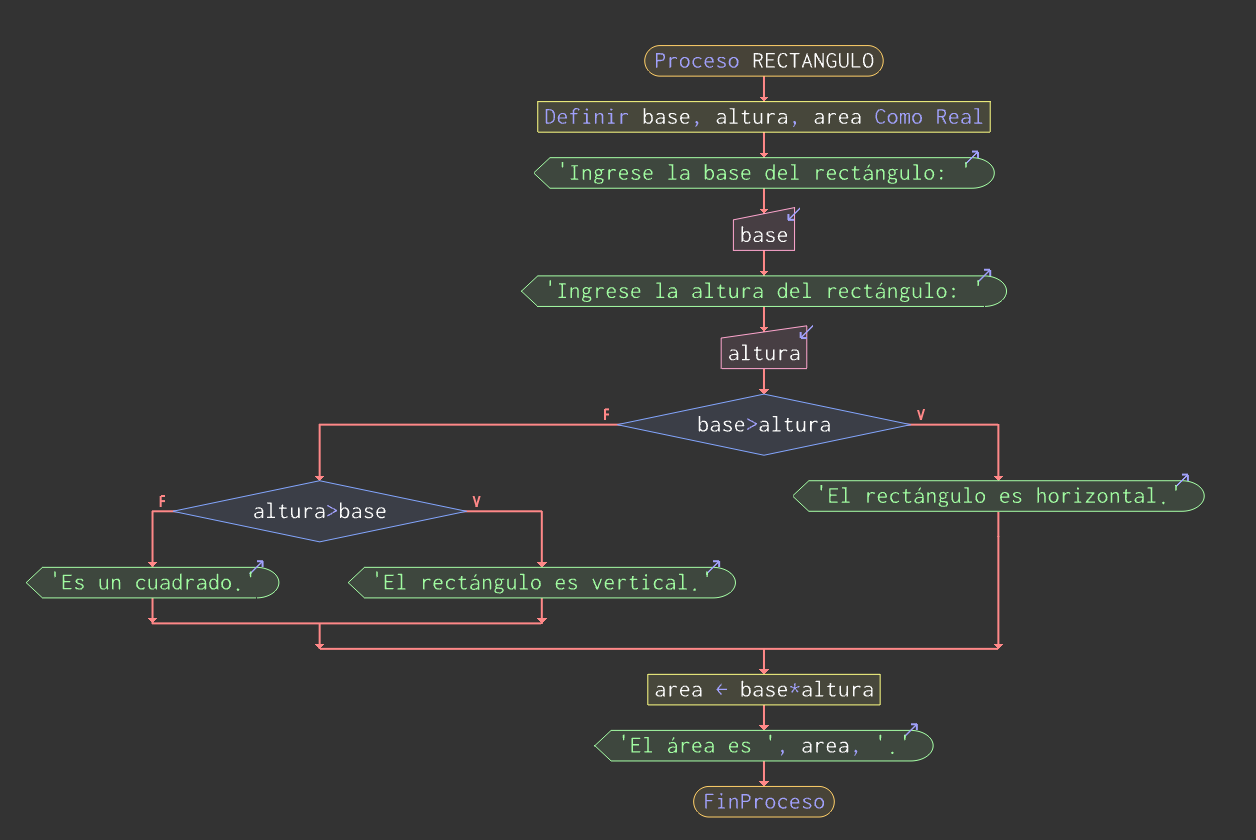 Proceso RECTANGULO
Definir base, altura, area Como Real
'Ingrese la base del rectángulo: '
base
'Ingrese la altura del rectángulo: '
altura
F
base>altura
V
F
altura>base
V
'El rectángulo es horizontal.'
'Es un cuadrado.'
'El rectángulo es vertical.'
area ← base*altura
'El área es ', area, '.'
FinProceso